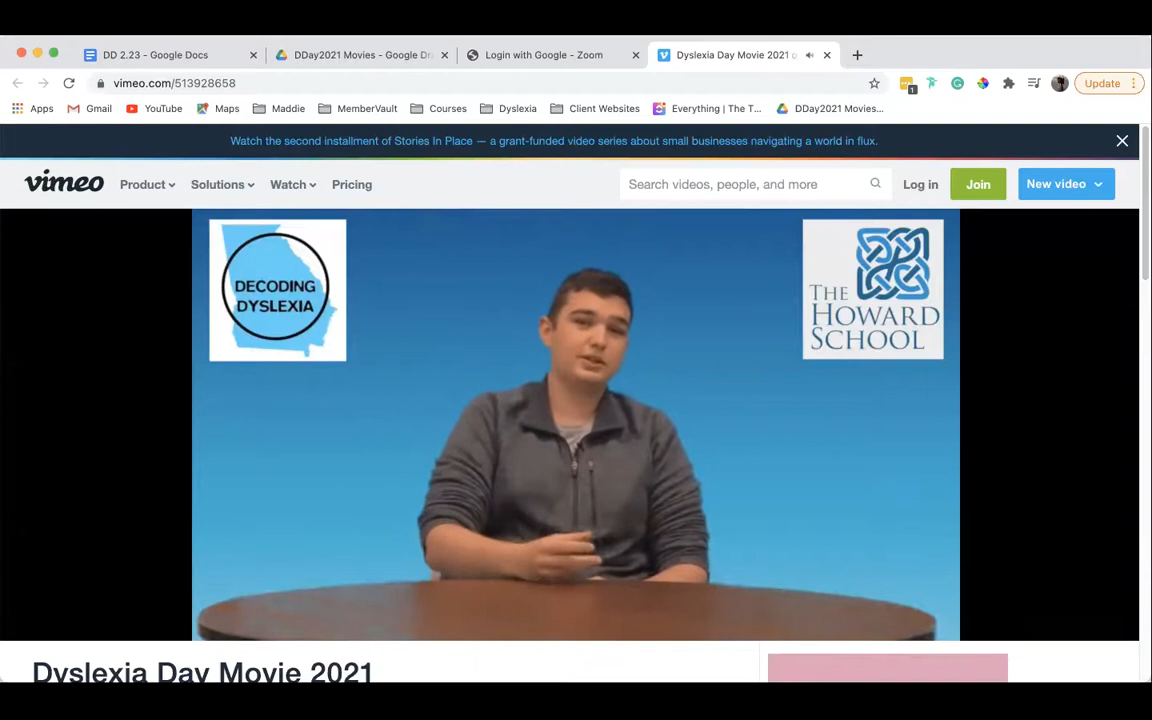 DD 2.23 - Google Docs
DDay2021 Movies - Google Dr
Login with Google - Zoom
Dyslexia Day Movie 2021 o
vimeo.com/513928658
1
Update
Apps
Gmail
YouTube
Maps
Maddie
MemberVault
Courses
Dyslexia
Client Websites
Everything | The T...
DDay2021 Movies...
Watch the second installment of Stories In Place — a grant-funded video series about small businesses navigating a world in flux.
vimeo
Product
Solutions
Watch
Pricing
Search videos, people, and more
Log in
Join
New video
DECODING
DYSLEXIA
THE
HOWARD
SCHOOL
Dyslexia Day Movie 2021